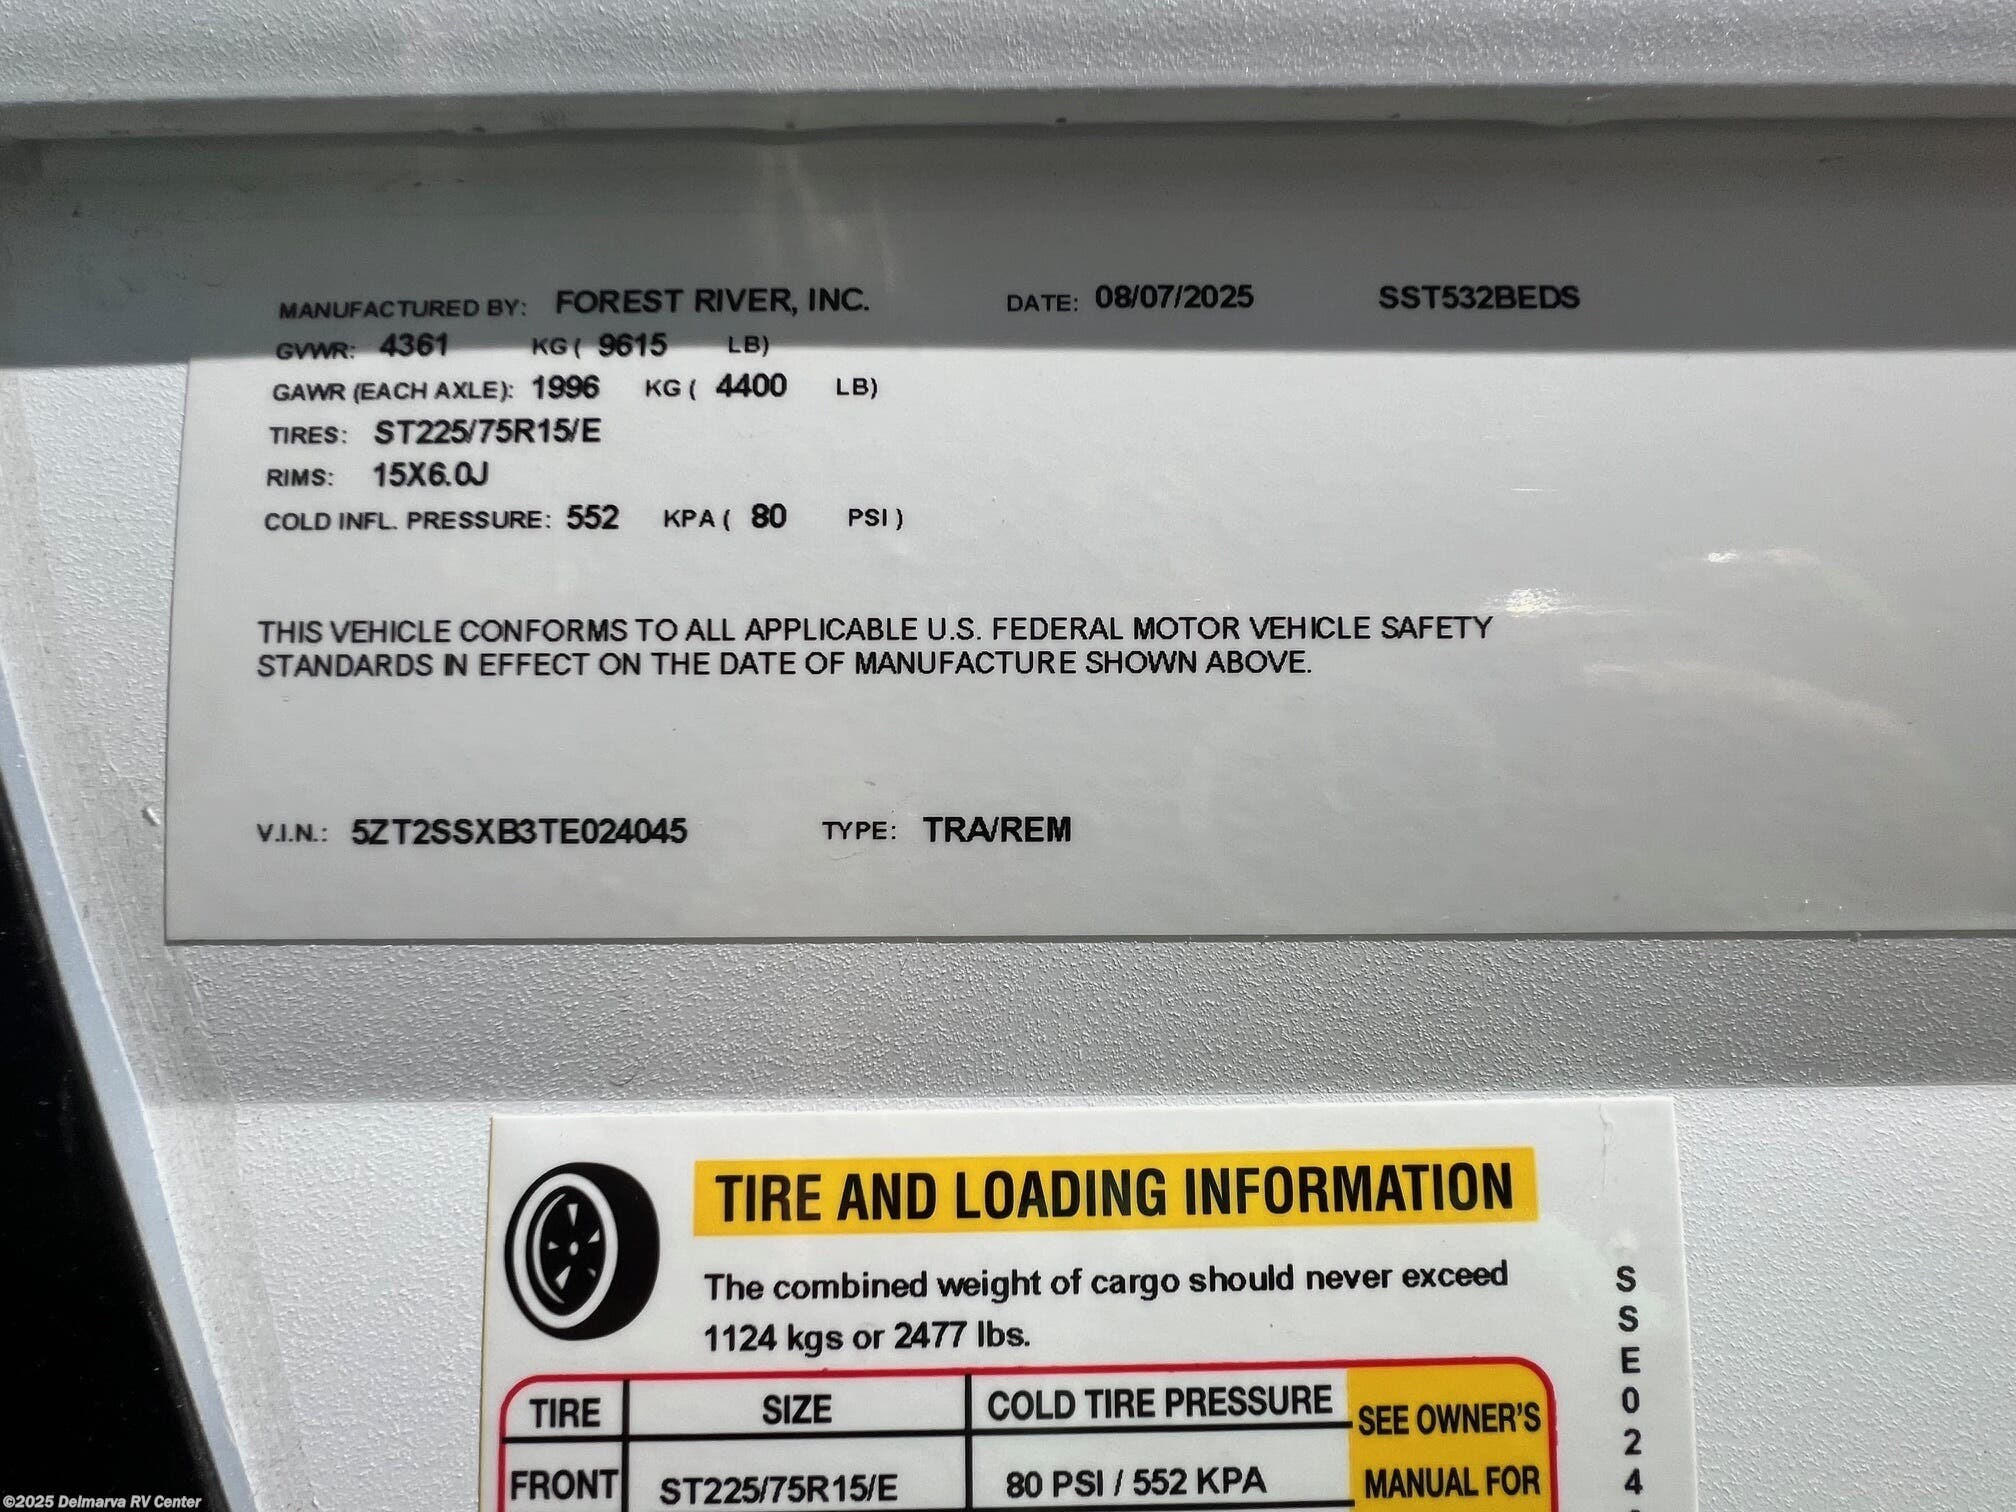 MANUFACTURED BY: FOREST RIVER, INC. DATE: 08/07/2025 SST532BEDS
GVWR: 4361 KG ( 9615 LB)
GAWR (EACH AXLE): 1996 KG ( 4400 LB)
TIRES: ST225/75R15/E
RIMS: 15X6.0J
COLD INFL. PRESSURE: 552 KPA ( 80 PSI )
THIS VEHICLE CONFORMS TO ALL APPLICABLE U.S. FEDERAL MOTOR VEHICLE SAFETY
STANDARDS IN EFFECT ON THE DATE OF MANUFACTURE SHOWN ABOVE.
V.I.N.: 5ZT2SSXB3TE024045 TYPE: TRA/REM
TIRE AND LOADING INFORMATION
The combined weight of cargo should never exceed
1124 kgs or 2477 lbs.
TIRE SIZE COLD TIRE PRESSURE SEE OWNER'S
FRONT ST225/75R15/E 80 PSI / 552 KPA MANUAL FOR
SSE024
©2025 Delmarva RV Center